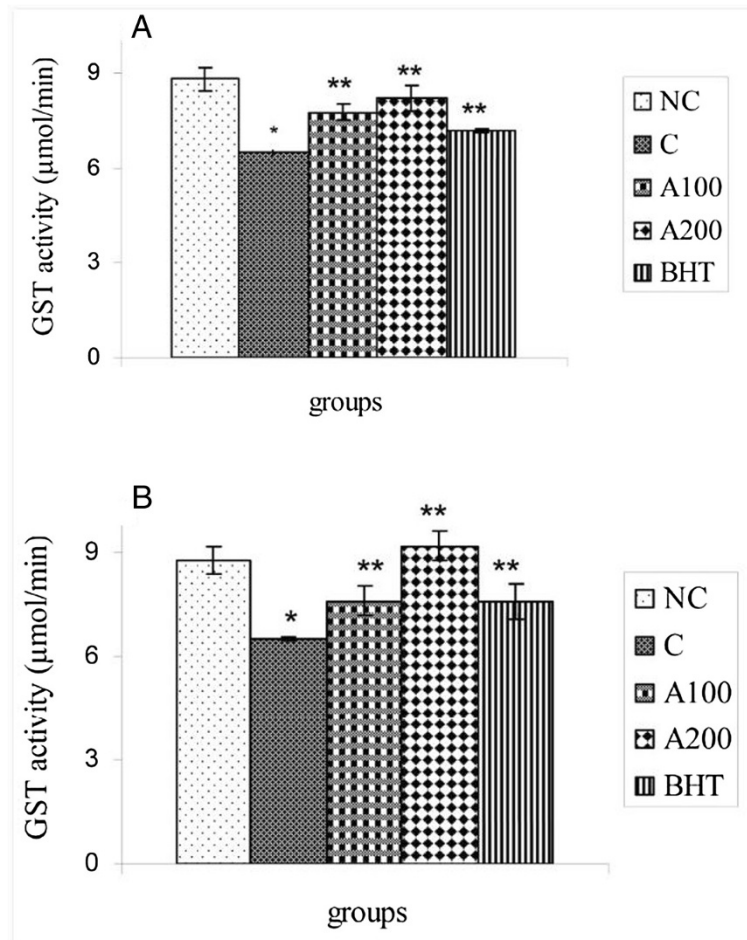 A
GST activity (µmol/min)
9
6
3
0
*
**
**
**
groups
NC
C
A100
A200
BHT
B
GST activity (µmol/min)
9
6
3
0
*
**
**
**
groups
NC
C
A100
A200
BHT